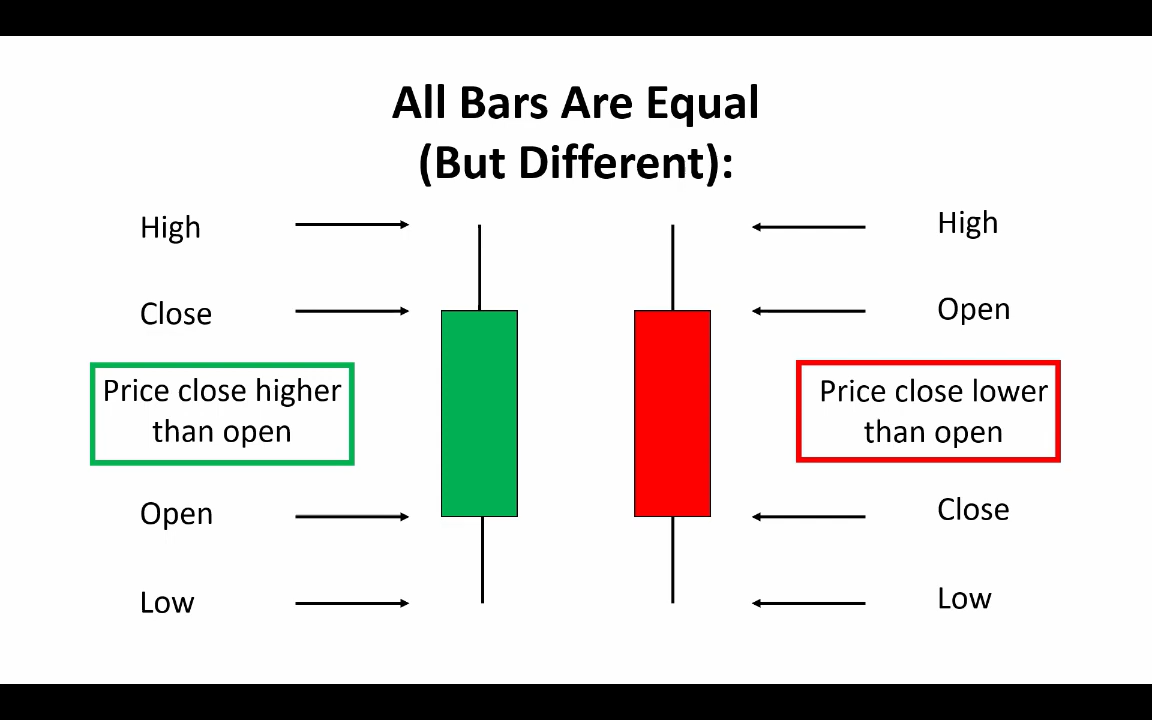 All Bars Are Equal
(But Different):
High
Close
Price close higher
than open
Open
Low
High
Open
Price close lower
than open
Close
Low